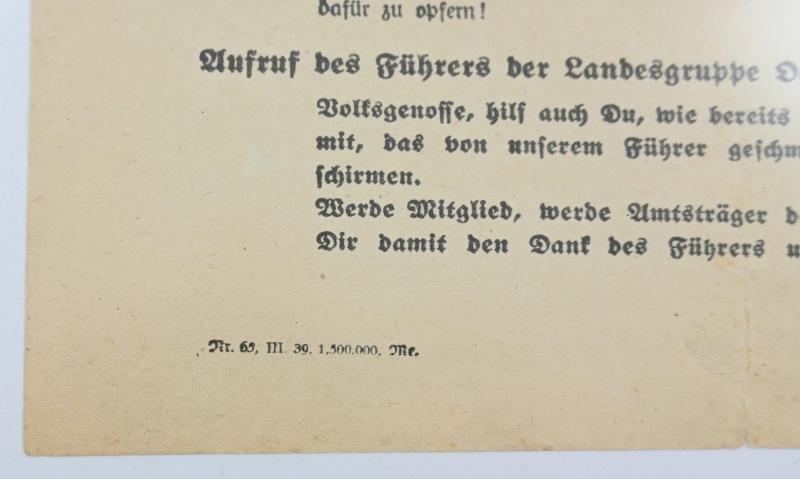 dafür zu opfern!
Aufruf des Führers der Landesgruppe
Volksgenosse, hilf auch Du, wie bereits
mit, das von unserem Führer geschm
schirmen.
Werde Mitglied, werde Amtsträger d
Dir damit den Dank des Führers u
Nr. 65, III. 39. 1,500.000, Me.